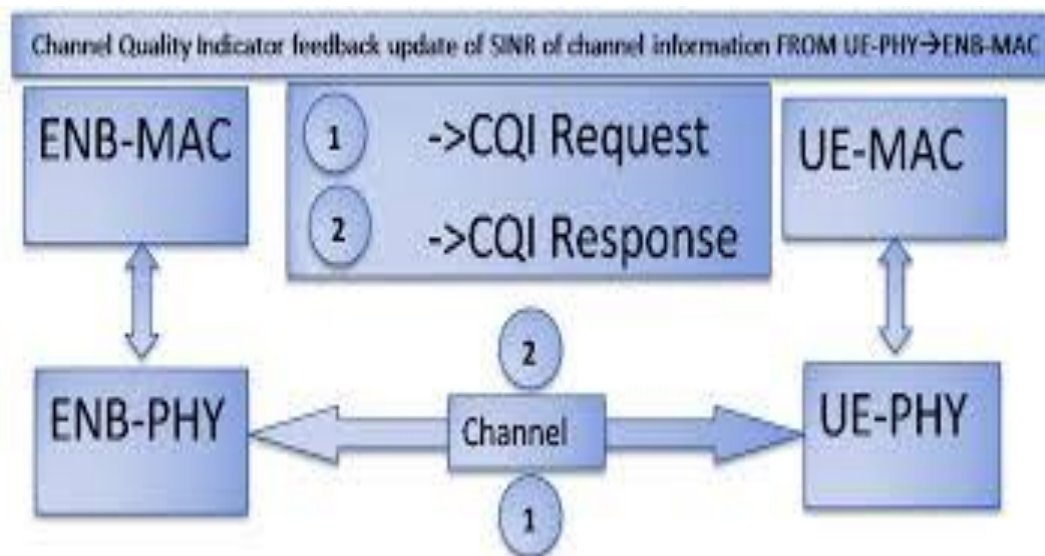 Channel Quality Indicator feedback update of SINR of channel information FROM UE-PHY→ENB-MAC
ENB-MAC
1 ->CQI Request
2 ->CQI Response
UE-MAC
2
ENB-PHY
Channel
UE-PHY
1